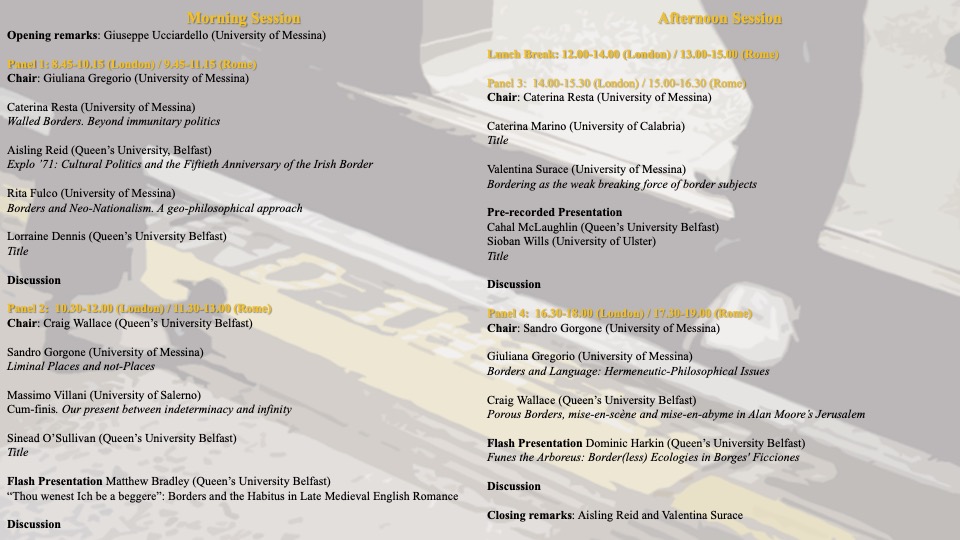 Morning Session
Opening remarks: Giuseppe Ucciardello (University of Messina)
Panel 1: 8.45-10.15 (London) / 9.45-11.15 (Rome)
Chair: Giuliana Gregorio (University of Messina)
Caterina Resta (University of Messina)
Walled Borders. Beyond immunitary politics
Aisling Reid (Queen's University, Belfast)
Explo '71: Cultural Politics and the Fiftieth Anniversary of the Irish Border
Rita Fulco (University of Messina)
Borders and Neo-Nationalism. A geo-philosophical approach
Lorraine Dennis (Queen's University Belfast)
Title
Discussion
Panel 2: 10.30-12.00 (London) / 11.30-13.00 (Rome)
Chair: Craig Wallace (Queen's University Belfast)
Sandro Gorgone (University of Messina)
Liminal Places and not-Places
Massimo Villani (University of Salerno)
Cum-finis. Our present between indeterminacy and infinity
Sinead O'Sullivan (Queen's University Belfast)
Title
Flash Presentation Matthew Bradley (Queen's University Belfast)
“Thou wenest Ich be a beggere”: Borders and the Habitus in Late Medieval English Romance
Discussion
Afternoon Session
Lunch Break: 12.00-14.00 (London) / 13.00-15.00 (Rome)
Panel 3: 14.00-15.30 (London) / 15.00-16.30 (Rome)
Chair: Caterina Resta (University of Messina)
Caterina Marino (University of Calabria)
Title
Valentina Surace (University of Messina)
Bordering as the weak breaking force of border subjects
Pre-recorded Presentation
Cahal McLaughlin (Queen's University Belfast)
Sioban Wills (University of Ulster)
Title
Discussion
Panel 4: 16.30-18.00 (London) / 17.30-19.00 (Rome)
Chair: Sandro Gorgone (University of Messina)
Giuliana Gregorio (University of Messina)
Borders and Language: Hermeneutic-Philosophical Issues
Craig Wallace (Queen's University Belfast)
Porous Borders, mise-en-scène and mise-en-abyme in Alan Moore's Jerusalem
Flash Presentation Dominic Harkin (Queen's University Belfast)
Funes the Arboreus: Border(less) Ecologies in Borges' Ficciones
Discussion
Closing remarks: Aisling Reid and Valentina Surace